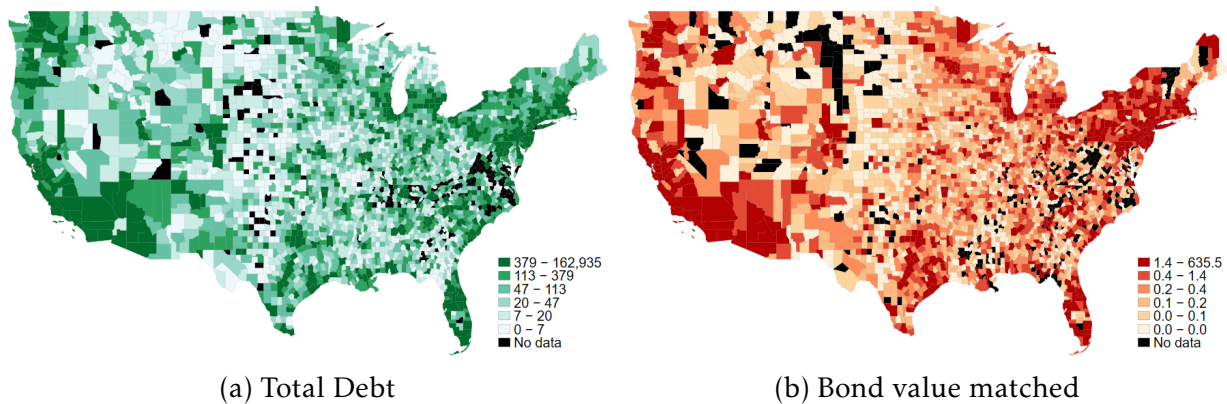 379 − 162,935
113 − 379
47 − 113
20 − 47
7 − 20
0 − 7
No data
(a) Total Debt
1.4 − 635.5
0.4 − 1.4
0.2 − 0.4
0.1 − 0.2
0.0 − 0.1
0.0 − 0.0
No data
(b) Bond value matched